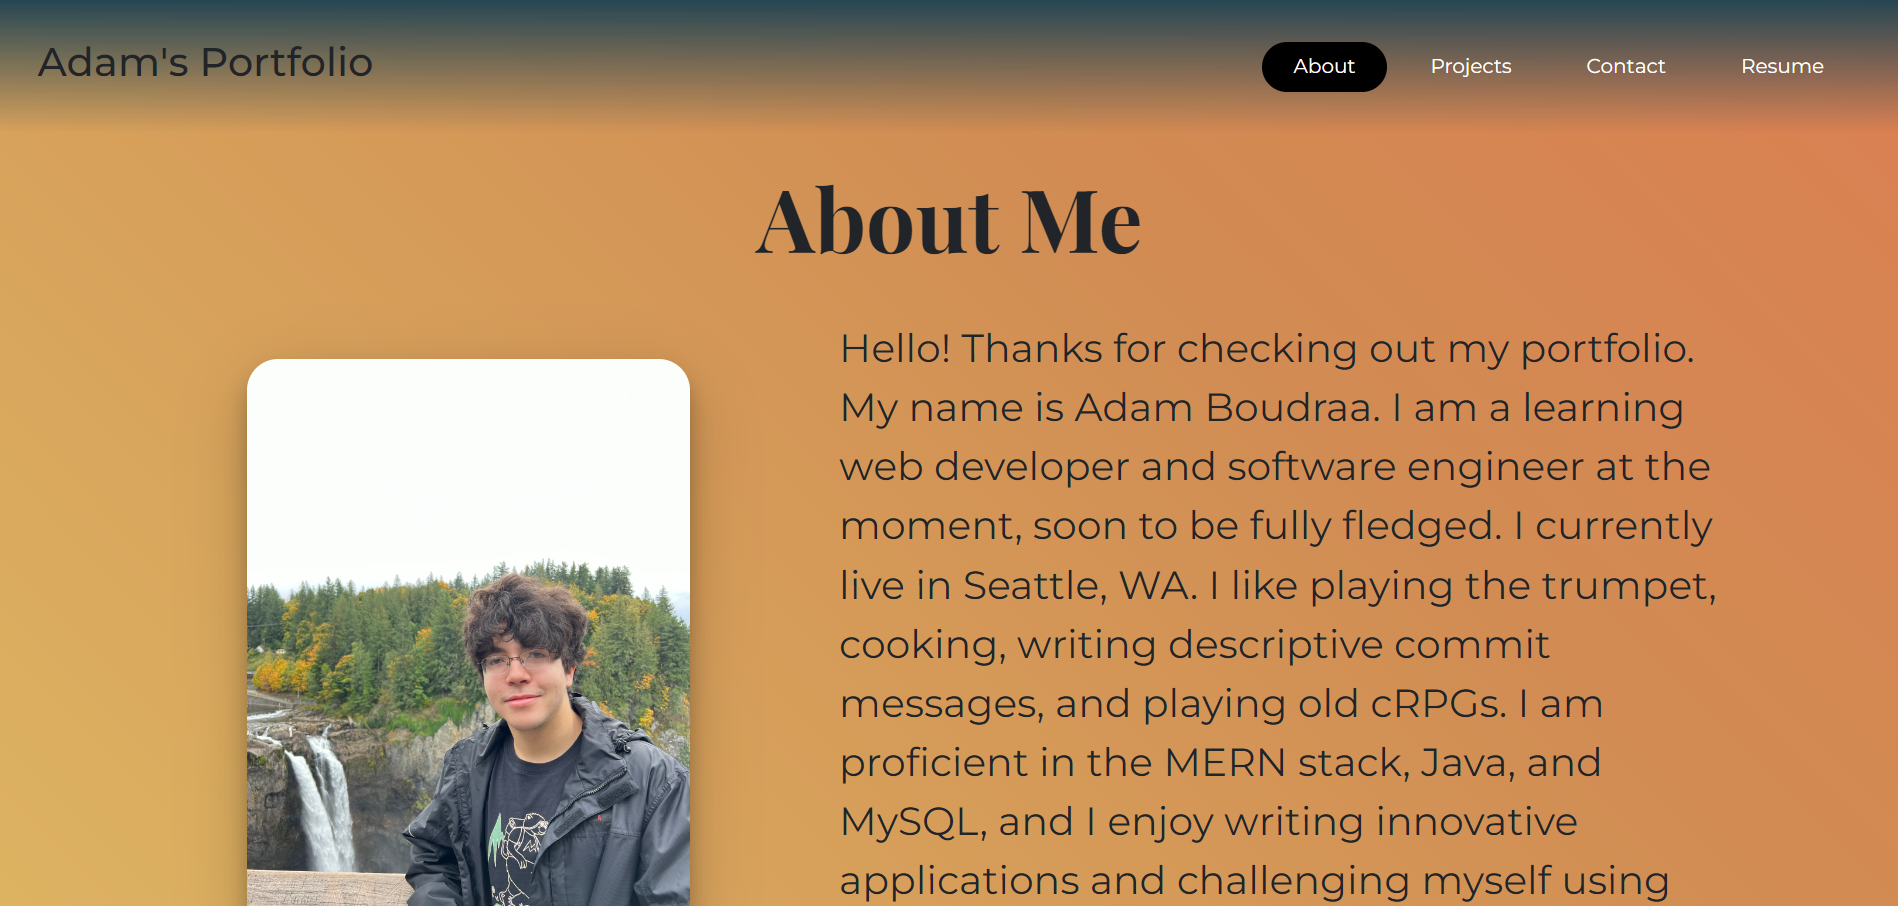 Adam's Portfolio
About
Projects
Contact
Resume
About Me
Hello! Thanks for checking out my portfolio.
My name is Adam Boudraa. I am a learning
web developer and software engineer at the
moment, soon to be fully fledged. I currently
live in Seattle, WA. I like playing the trumpet,
cooking, writing descriptive commit
messages, and playing old cRPGs. I am
proficient in the MERN stack, Java, and
MySQL, and I enjoy writing innovative
applications and challenging myself using